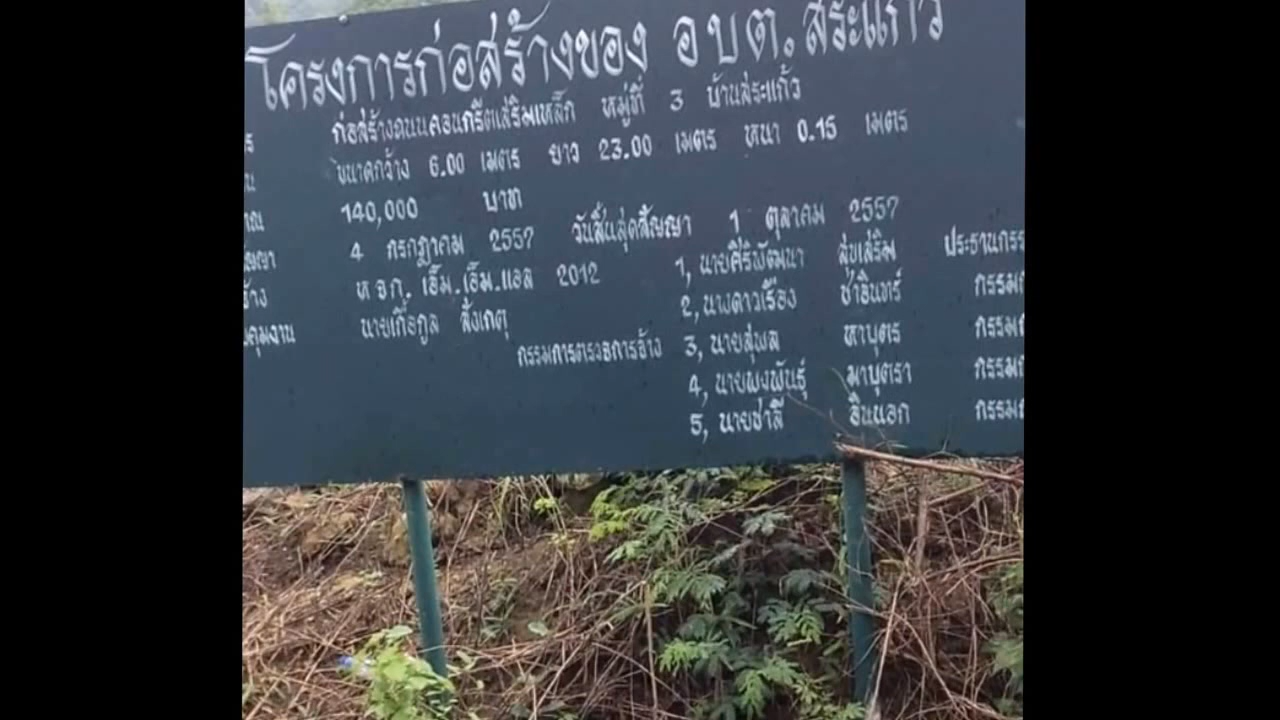 โครงการก่อสร้างของ อบต.สระแก้ว
ก่อสร้างถนนคอนกรีตเสริมเหล็ก หมู่ที่ 3 บ้านสระแก้ว
ขนาดกว้าง 6.00 เมตร ยาว 23.00 เมตร หนา 0.15 เมตร
140,000 บาท
4 กรกฎาคม 2557 วันสิ้นสุดสัญญา 1 ตุลาคม 2557
หจก. เอ็ม.เอ็ม.แอล 2012
คุมงาน นายเกื้อกูล สังเกตุ
กรรมการตรวจการจ้าง
1, นายศิริพัฒนา สุขเสริม ประธานกรร
2, นางดาวเรือง ชาอินทร์ กรรมก
3, นายสุพล หาบุตร กรรมก
4, นายพงพันธุ์ มาบุตรา กรรมก
5, นายชาลี อินนอก กรรมก